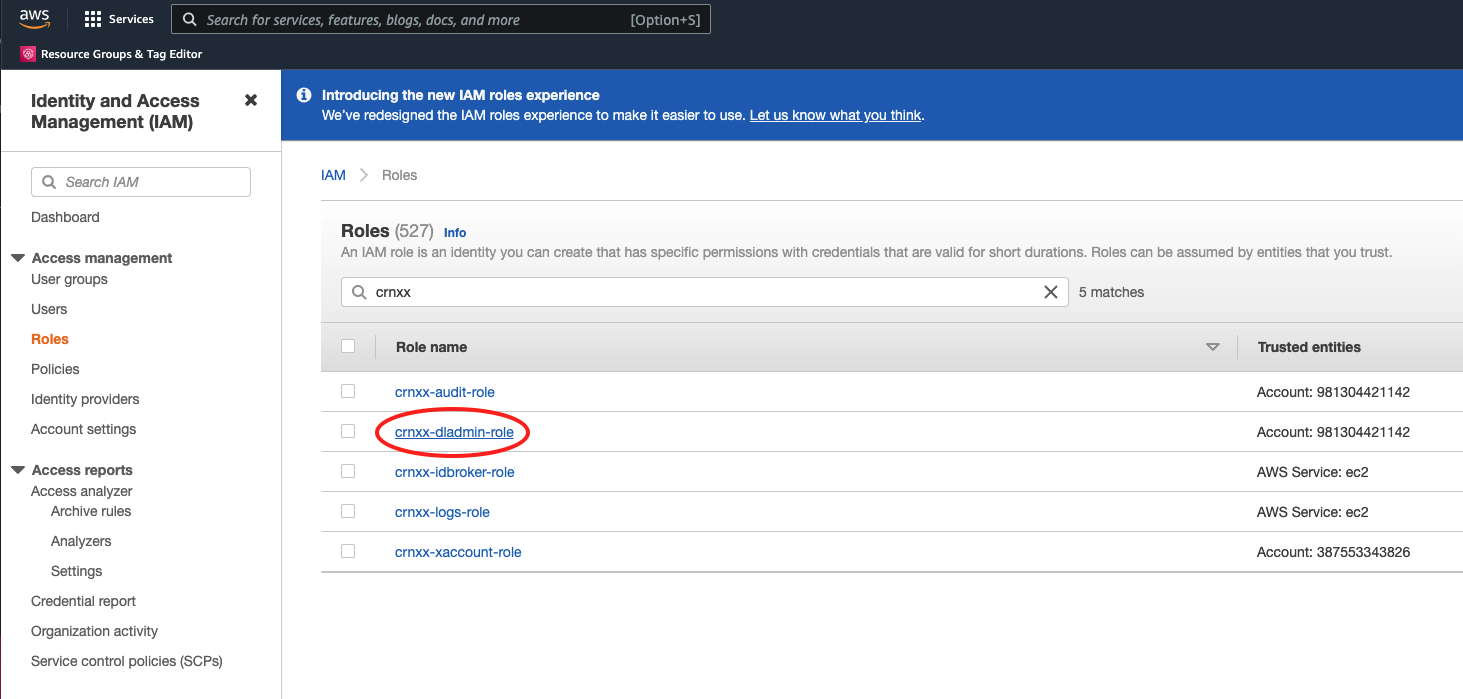 aws
Services
Search for services, features, blogs, docs, and more
[Option+S]
Resource Groups & Tag Editor
Identity and Access
Management (IAM)
Search IAM
Dashboard
Access management
User groups
Users
Roles
Policies
Identity providers
Account settings
Access reports
Access analyzer
Archive rules
Analyzers
Settings
Credential report
Organization activity
Service control policies (SCPs)
Introducing the new IAM roles experience
We've redesigned the IAM roles experience to make it easier to use. Let us know what you think.
IAM > Roles
Roles (527) Info
An IAM role is an identity you can create that has specific permissions with credentials that are valid for short durations. Roles can be assumed by entities that you trust.
crnxx
5 matches
Role name Trusted entities
crnxx-audit-role Account: 981304421142
crnxx-dladmin-role Account: 981304421142
crnxx-idbroker-role AWS Service: ec2
crnxx-logs-role AWS Service: ec2
crnxx-xaccount-role Account: 387553343826